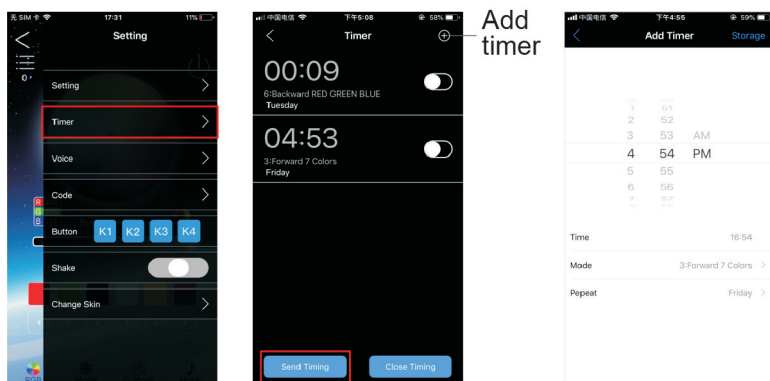 无 SIM 卡 17:31 11%
Setting
0
Setting
Timer
Voice
Code
R
G
B
Button K1 K2 K3 K4
Shake
Change Skin
RGB
中国电信 下午5:08 58%
Timer
Add
timer
00:09
6:Backward RED GREEN BLUE
Tuesday
04:53
3:Forward 7 Colors
Friday
Send Timing Close Timing
中国电信 下午4:55 59%
Add Timer Storage
1 51
2 52
3 53 AM
4 54 PM
5 55
6 56
7 57
Time 16:54
Mode 3:Forward 7 Colors
Pepeat Friday